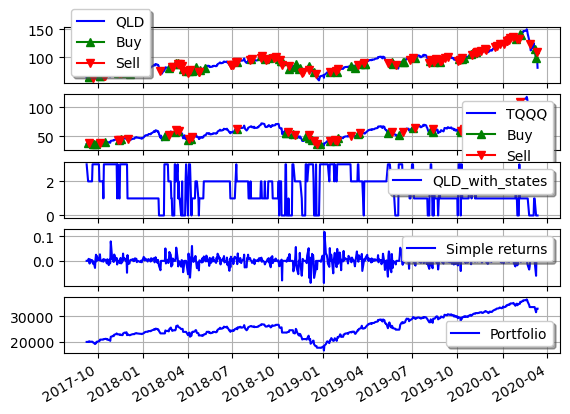 150
100
QLD
Buy
Sell
100
50
TQQQ
Buy
Sell
2
0
QLD_with_states
0.1
0.0
Simple returns
30000
20000
Portfolio
2017-10
2018-01
2018-04
2018-07
2018-10
2019-01
2019-04
2019-07
2019-10
2020-01
2020-04